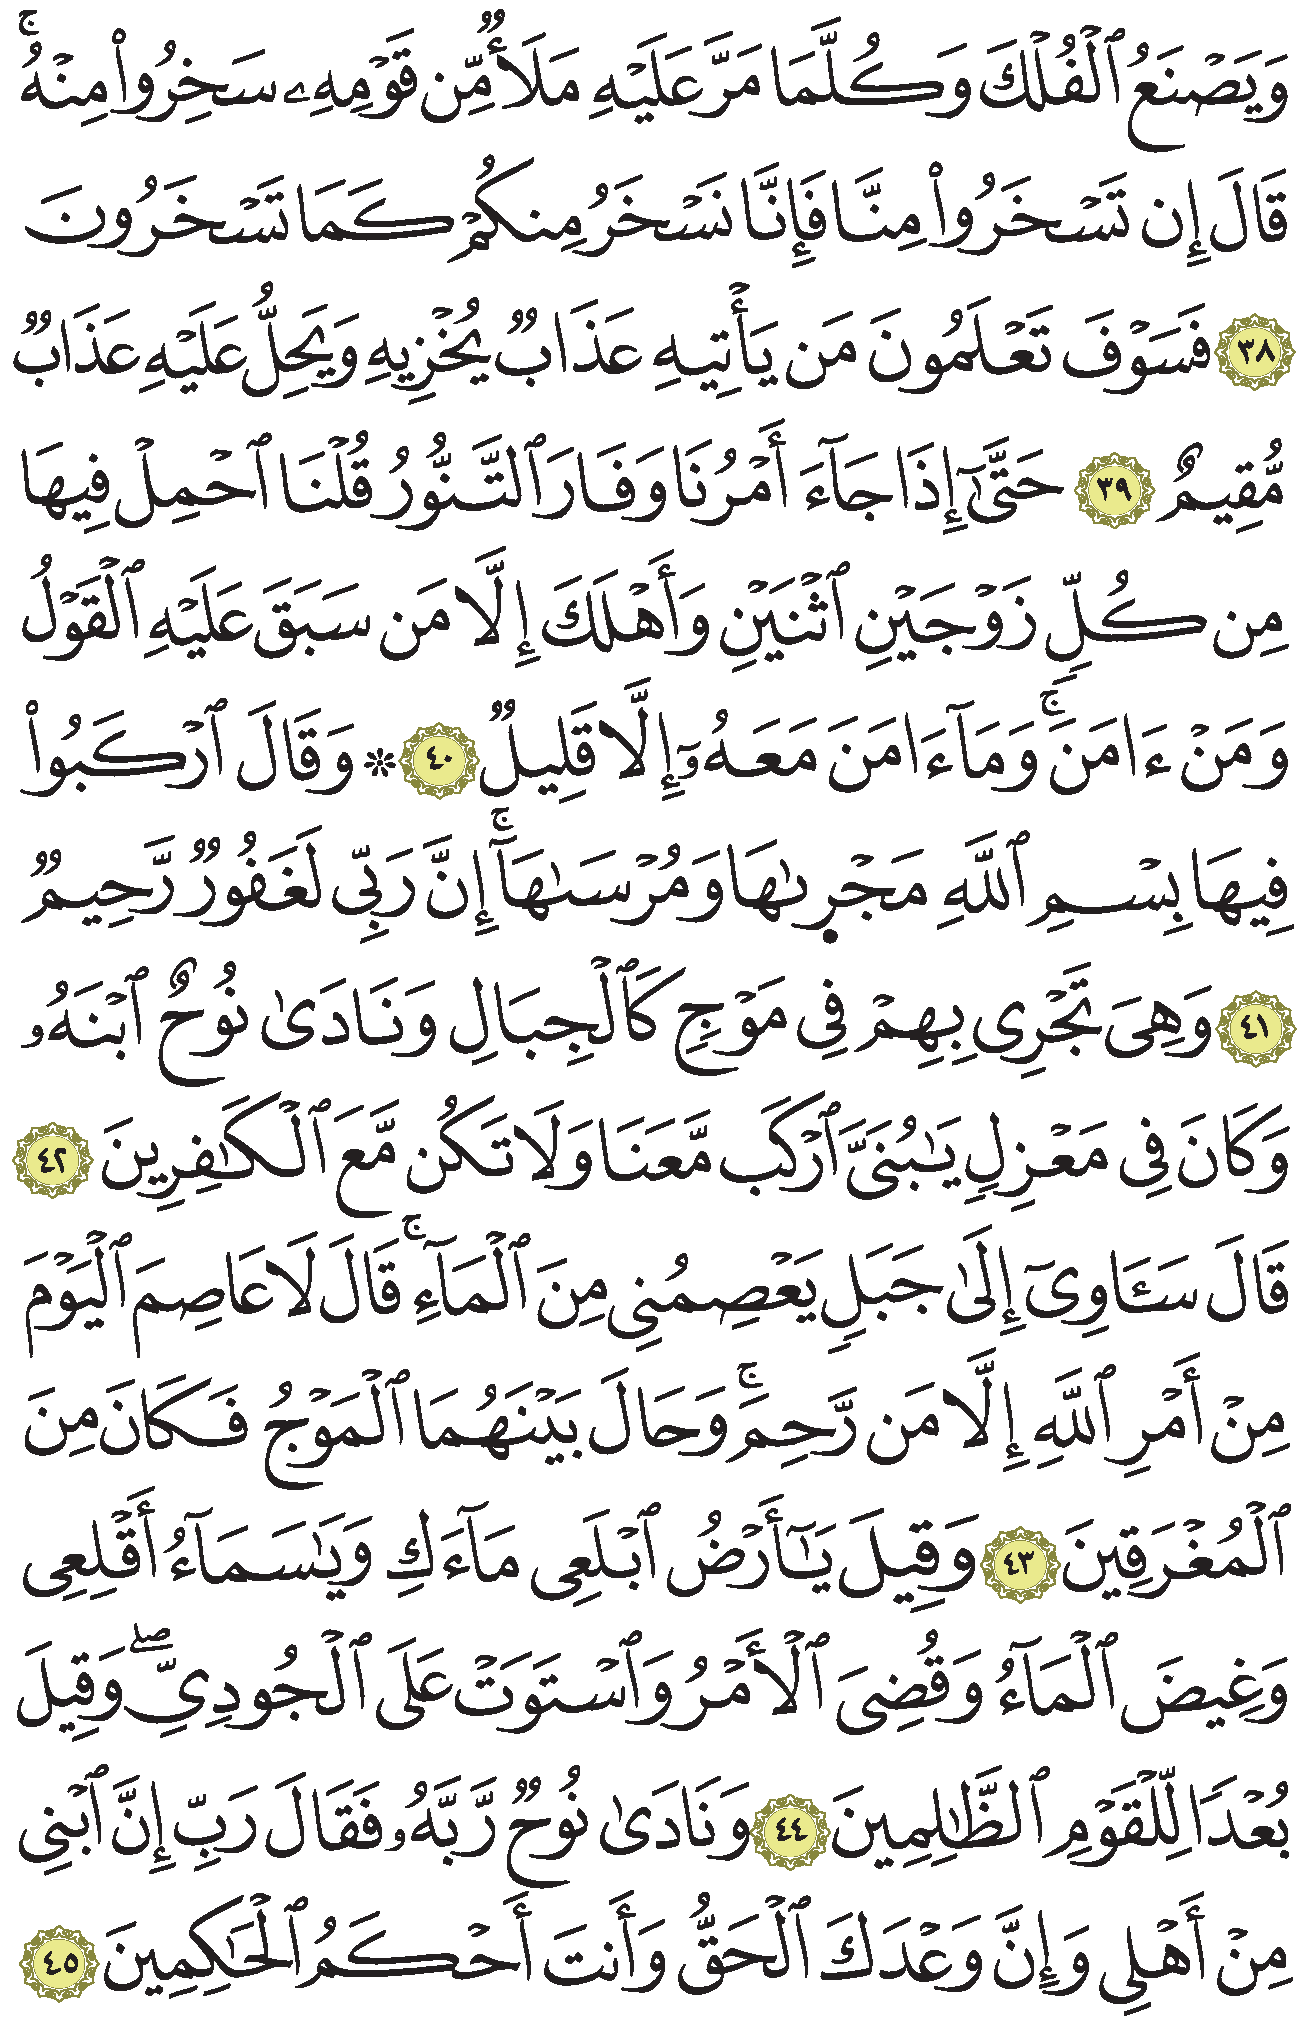 وَيَصْنَعُ ٱلْفُلْكَ وَكُلَّمَا مَرَّ عَلَيْهِ مَلَأٌ مِّن قَوْمِهِۦ سَخِرُوا۟ مِنْهُ ۚ
قَالَ إِن تَسْخَرُوا۟ مِنَّا فَإِنَّا نَسْخَرُ مِنكُمْ كَمَا تَسْخَرُونَ
٣٨ فَسَوْفَ تَعْلَمُونَ مَن يَأْتِيهِ عَذَابٌ يُخْزِيهِ وَيَحِلُّ عَلَيْهِ عَذَابٌ
مُّقِيمٌ ٣٩ حَتَّىٰٓ إِذَا جَآءَ أَمْرُنَا وَفَارَ ٱلتَّنُّورُ قُلْنَا ٱحْمِلْ فِيهَا
مِن كُلِّ زَوْجَيْنِ ٱثْنَيْنِ وَأَهْلَكَ إِلَّا مَن سَبَقَ عَلَيْهِ ٱلْقَوْلُ
وَمَنْ ءَامَنَ ۚ وَمَآ ءَامَنَ مَعَهُۥٓ إِلَّا قَلِيلٌ ٤٠ ۞ وَقَالَ ٱرْكَبُوا۟
فِيهَا بِسْمِ ٱللَّهِ مَجْر۪ىٰهَا وَمُرْسَىٰهَآ ۚ إِنَّ رَبِّى لَغَفُورٌ رَّحِيمٌ
٤١ وَهِىَ تَجْرِى بِهِمْ فِى مَوْجٍ كَٱلْجِبَالِ وَنَادَىٰ نُوحٌ ٱبْنَهُۥ
وَكَانَ فِى مَعْزِلٍ يَٰبُنَىَّ ٱرْكَب مَّعَنَا وَلَا تَكُن مَّعَ ٱلْكَٰفِرِينَ ٤٢
قَالَ سَـَٔاوِىٓ إِلَىٰ جَبَلٍ يَعْصِمُنِى مِنَ ٱلْمَآءِ ۚ قَالَ لَا عَاصِمَ ٱلْيَوْمَ
مِنْ أَمْرِ ٱللَّهِ إِلَّا مَن رَّحِمَ ۚ وَحَالَ بَيْنَهُمَا ٱلْمَوْجُ فَكَانَ مِنَ
ٱلْمُغْرَقِينَ ٤٣ وَقِيلَ يَٰٓأَرْضُ ٱبْلَعِى مَآءَكِ وَيَٰسَمَآءُ أَقْلِعِى
وَغِيضَ ٱلْمَآءُ وَقُضِىَ ٱلْأَمْرُ وَٱسْتَوَتْ عَلَى ٱلْجُودِىِّ ۖ وَقِيلَ
بُعْدًا لِّلْقَوْمِ ٱلظَّٰلِمِينَ ٤٤ وَنَادَىٰ نُوحٌ رَّبَّهُۥ فَقَالَ رَبِّ إِنَّ ٱبْنِى
مِنْ أَهْلِى وَإِنَّ وَعْدَكَ ٱلْحَقُّ وَأَنتَ أَحْكَمُ ٱلْحَٰكِمِينَ ٤٥